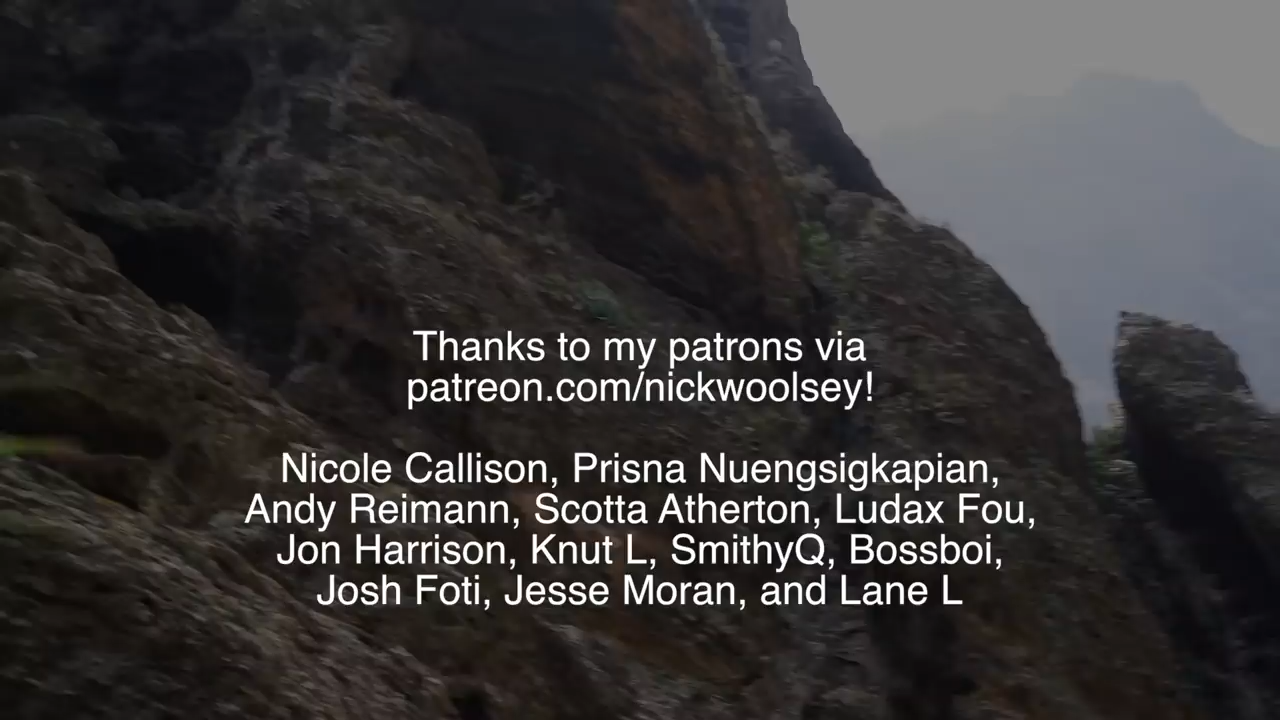 Thanks to my patrons via
patreon.com/nickwoolsey!
Nicole Callison, Prisna Nuengsigkapian,
Andy Reimann, Scotta Atherton, Ludax Fou,
Jon Harrison, Knut L, SmithyQ, Bossboi,
Josh Foti, Jesse Moran, and Lane L